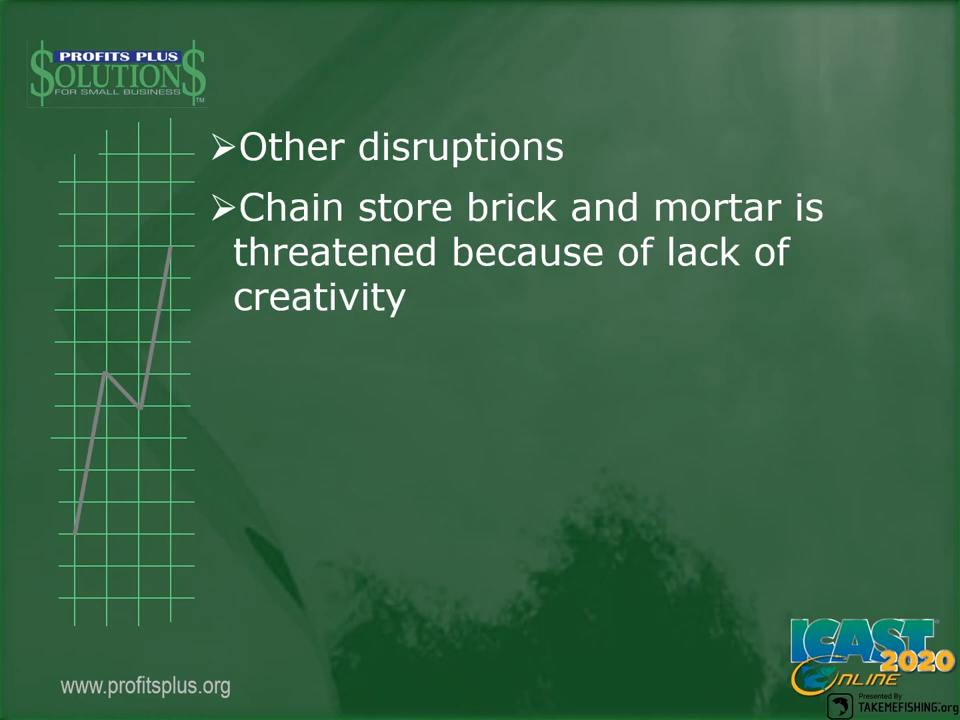 PROFITS PLUS
$OLUTION$
FOR SMALL BUSINESS TM
➢Other disruptions
➢Chain store brick and mortar is
threatened because of lack of
creativity
www.profitsplus.org
ICAST
2020
ONLINE
Presented By
TAKEMEFISHING.org